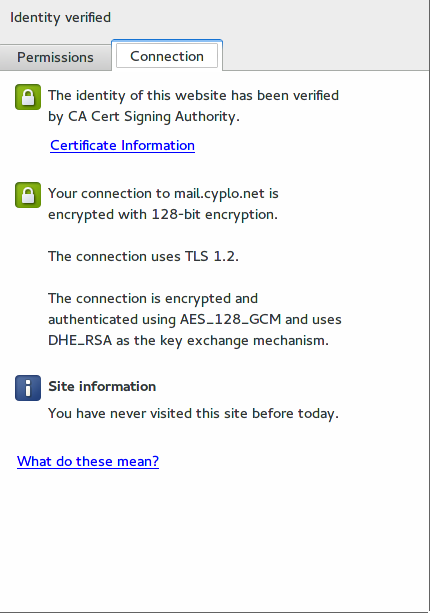 Identity verified
Permissions
Connection
The identity of this website has been verified
by CA Cert Signing Authority.
Certificate Information
Your connection to mail.cyplo.net is
encrypted with 128-bit encryption.
The connection uses TLS 1.2.
The connection is encrypted and
authenticated using AES_128_GCM and uses
DHE_RSA as the key exchange mechanism.
Site information
You have never visited this site before today.
What do these mean?